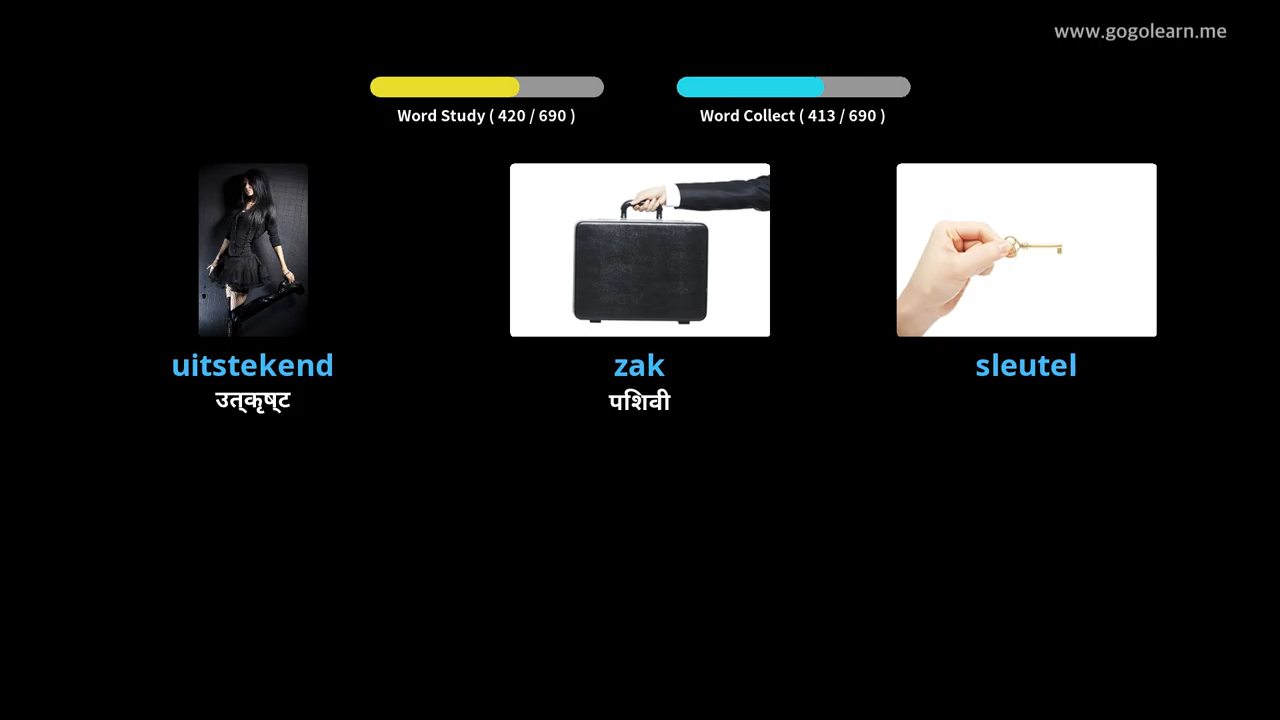 www.gogolearn.me
Word Study ( 420 / 690 )
Word Collect ( 413 / 690 )
uitstekend
zak
sleutel
उत्कृष्ट
पशिवी